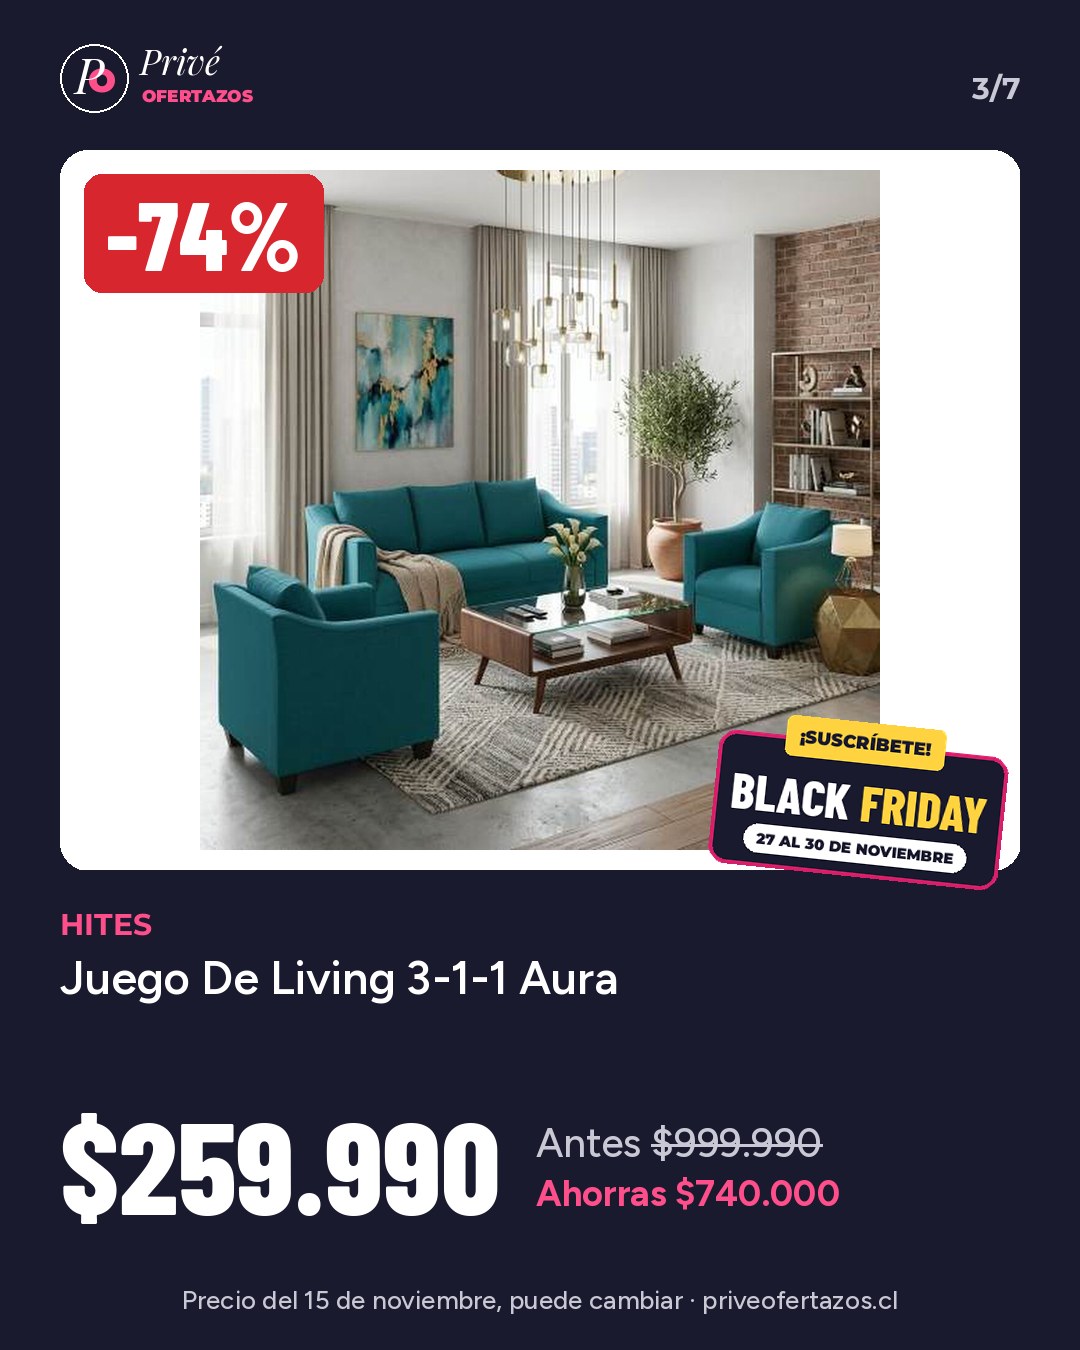 Privé
OFERTAZOS
3/7
-74%
¡SUSCRÍBETE!
BLACK FRIDAY
27 AL 30 DE NOVIEMBRE
HITES
Juego De Living 3-1-1 Aura
$259.990
Antes $999.990
Ahorras $740.000
Precio del 15 de noviembre, puede cambiar · priveofertazos.cl